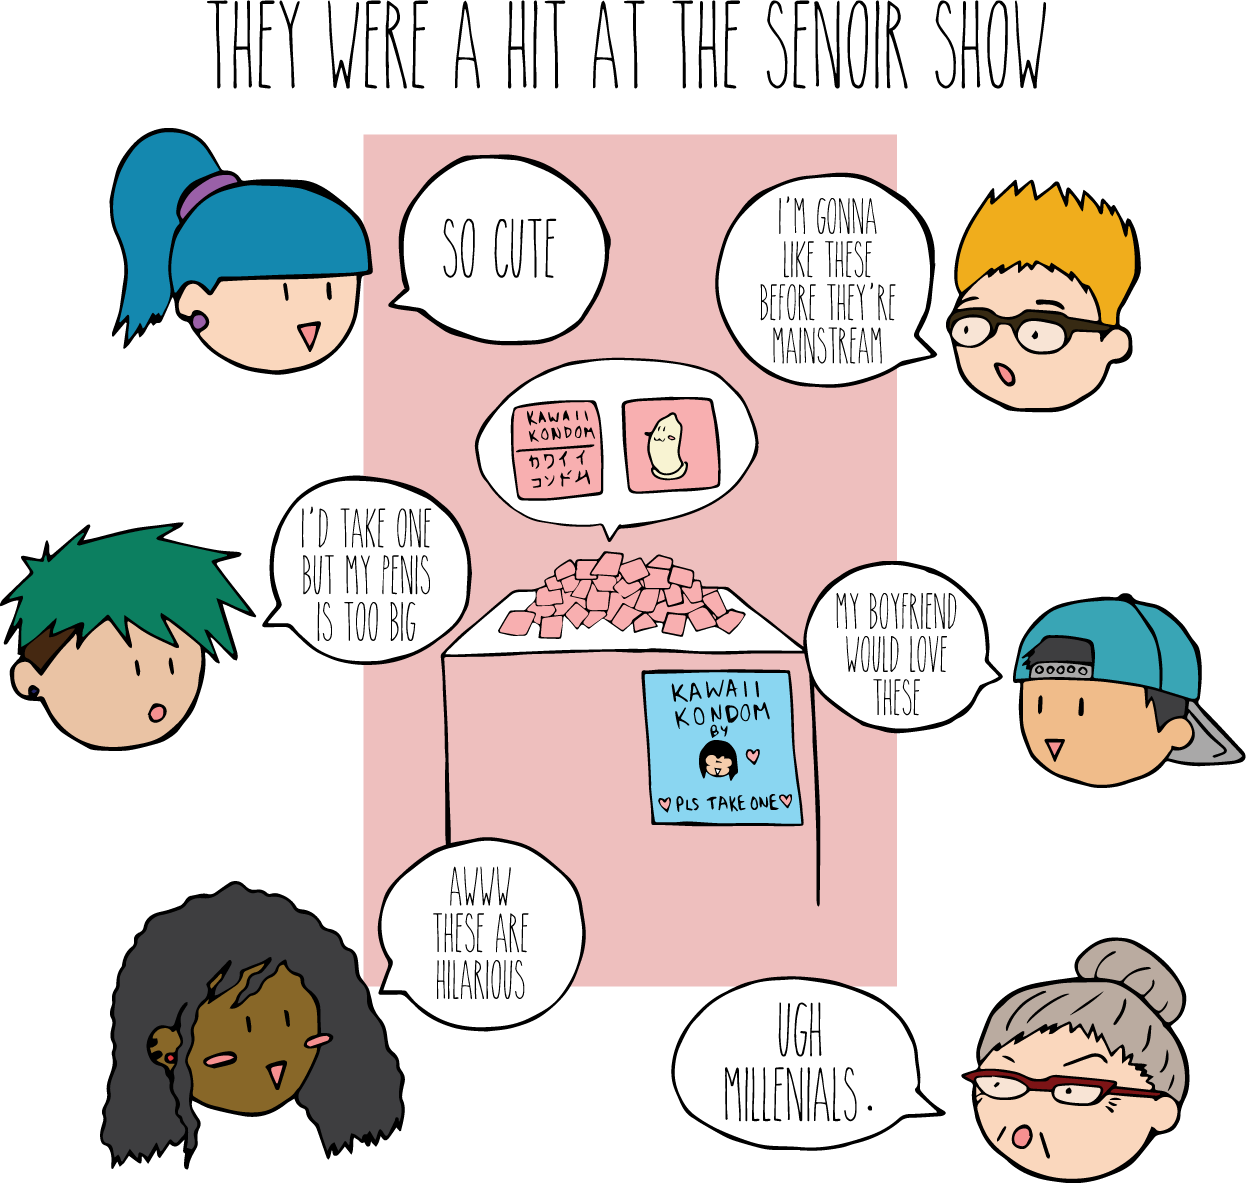 THEY WERE A HIT AT THE SENOIR SHOW
SO CUTE
I'M GONNA
LIKE THESE
BEFORE THEY'RE
MAINSTREAM
KAWAII
KONDOM
カワイイ
コンドム
I'D TAKE ONE
BUT MY PENIS
IS TOO BIG
MY BOYFRIEND
WOULD LOVE
THESE
KAWAII
KONDOM
BY
PLS TAKE ONE
AWWW
THESE ARE
HILARIOUS
UGH
MILLENIALS.